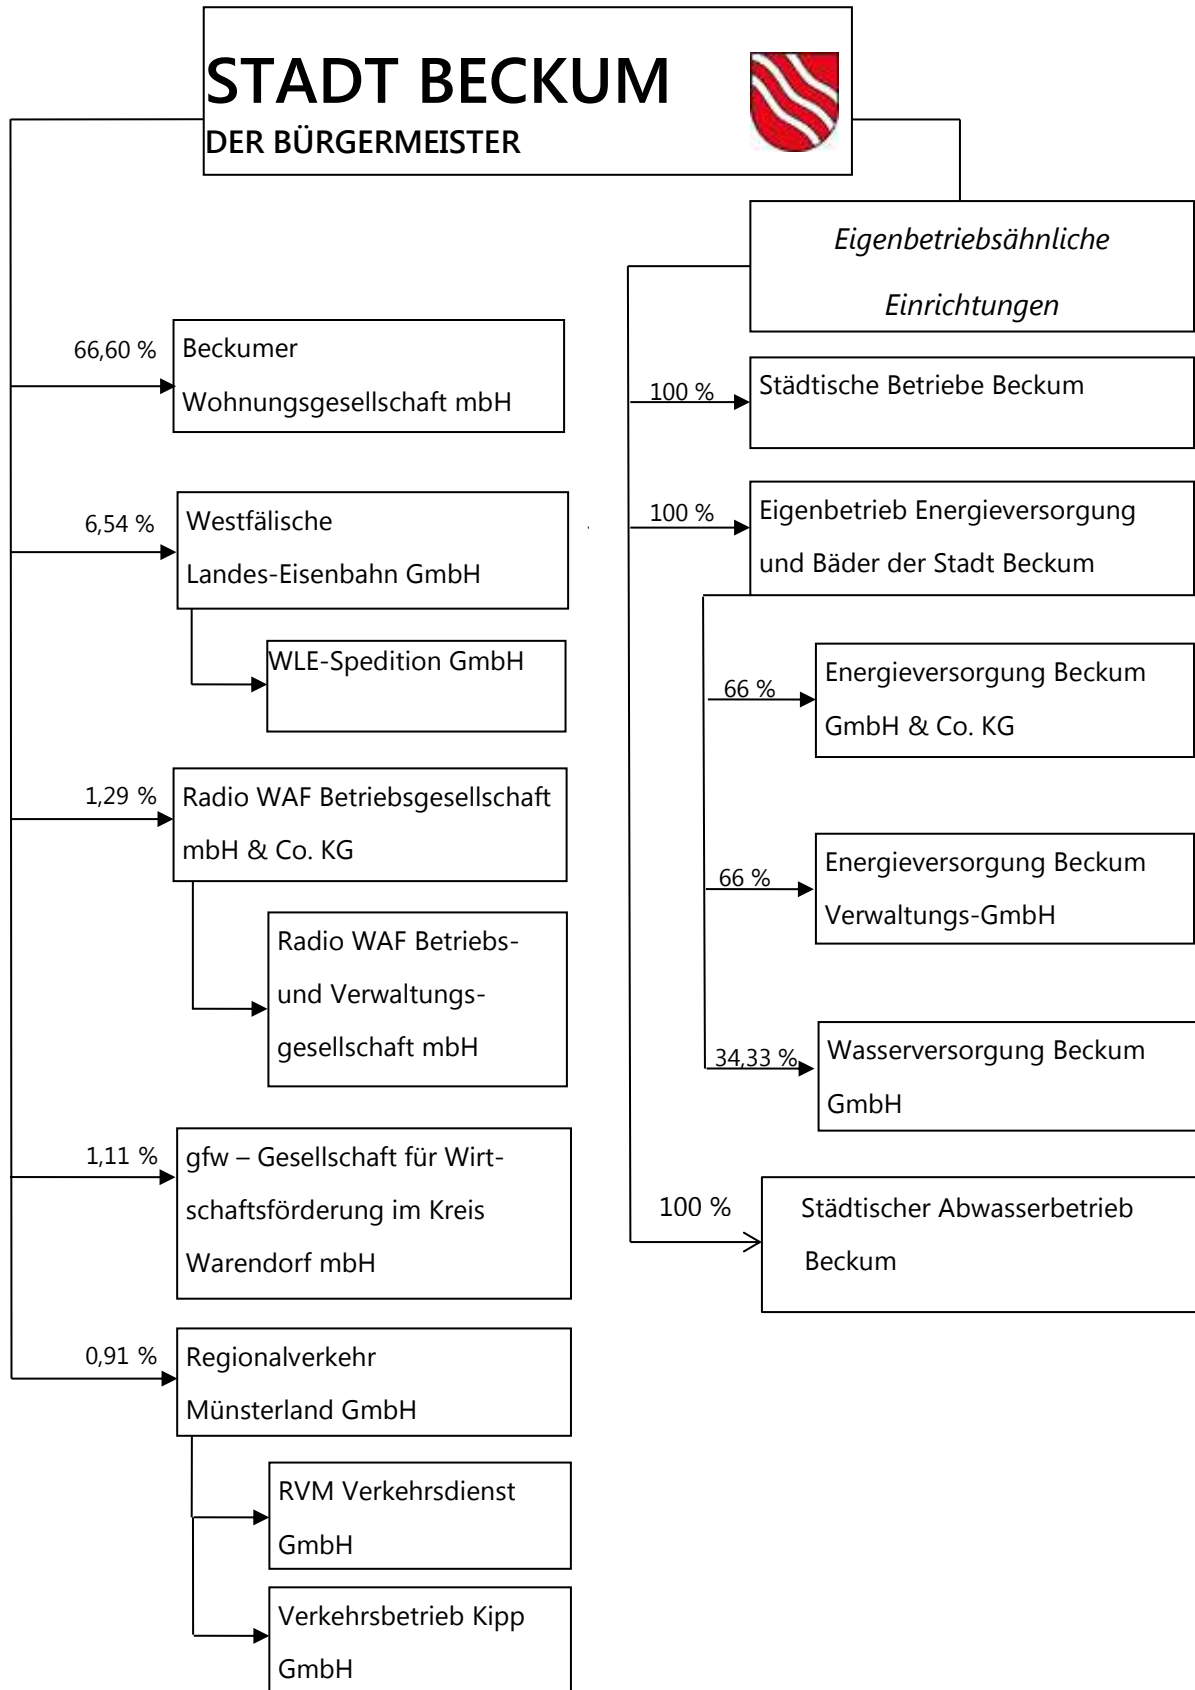 STADT BECKUM
DER BÜRGERMEISTER
66,60 %
Beckumer
Wohnungsgesellschaft mbH
6,54 %
Westfälische
Landes-Eisenbahn GmbH
WLE-Spedition GmbH
1,29 %
Radio WAF Betriebsgesellschaft
mbH & Co. KG
Radio WAF Betriebs-
und Verwaltungs-
gesellschaft mbH
1,11 %
gfw – Gesellschaft für Wirt-
schaftsförderung im Kreis
Warendorf mbH
0,91 %
Regionalverkehr
Münsterland GmbH
RVM Verkehrsdienst
GmbH
Verkehrsbetrieb Kipp
GmbH
Eigenbetriebsähnliche
Einrichtungen
100 %
Städtische Betriebe Beckum
100 %
Eigenbetrieb Energieversorgung
und Bäder der Stadt Beckum
66 %
Energieversorgung Beckum
GmbH & Co. KG
66 %
Energieversorgung Beckum
Verwaltungs-GmbH
34,33 %
Wasserversorgung Beckum
GmbH
100 %
Städtischer Abwasserbetrieb
Beckum